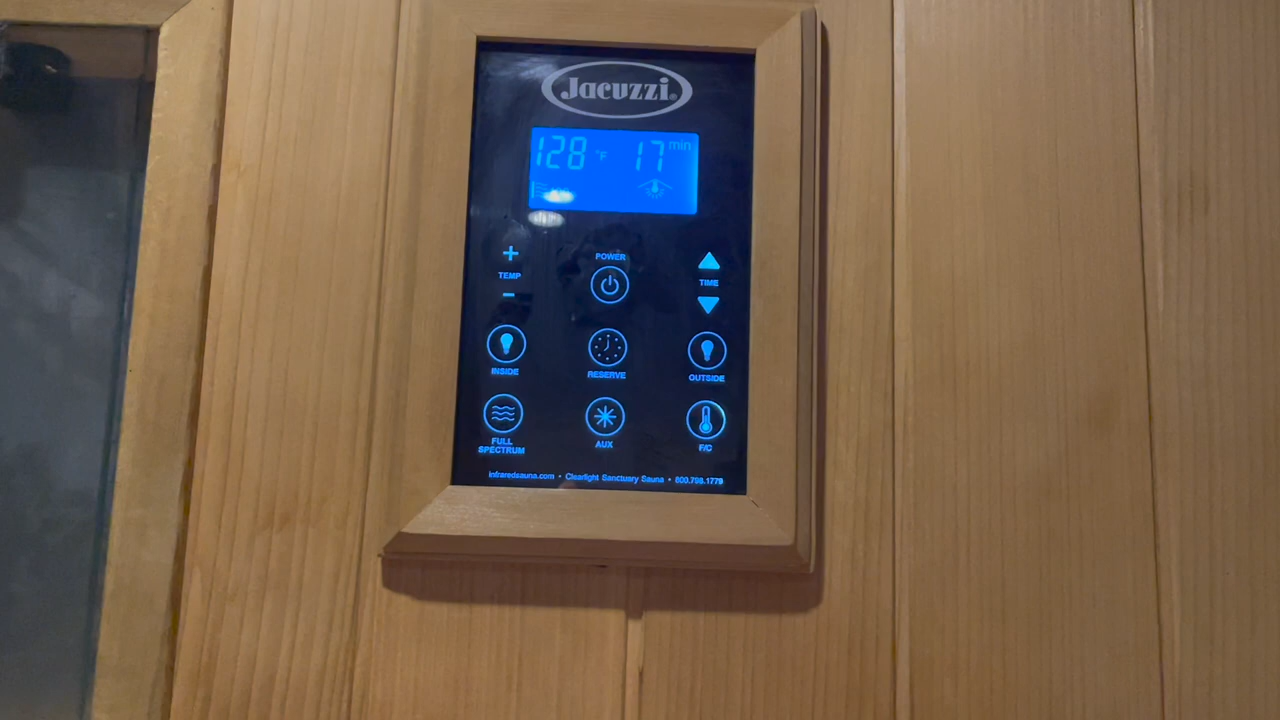 Jacuzzi®
128 °F 17 min
+ TEMP -
POWER
TIME
INSIDE
RESERVE
OUTSIDE
FULL SPECTRUM
AUX
F/C
infraredsauna.com • Clearlight Sanctuary Sauna • 800.798.1779